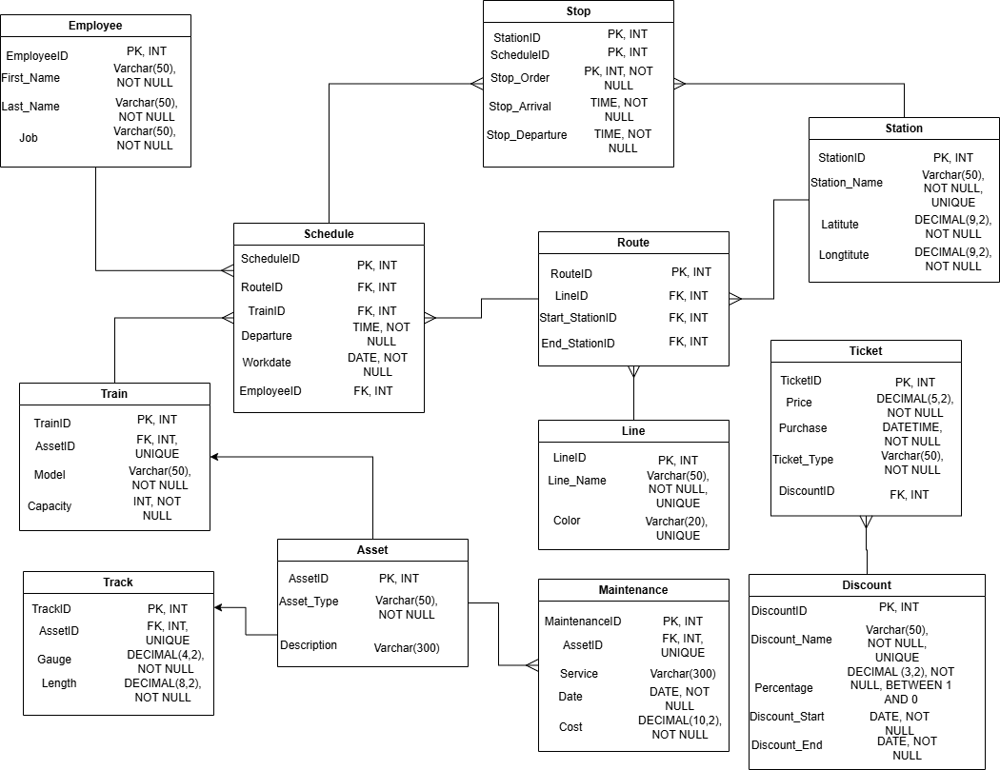 Employee
EmployeeID PK, INT
First_Name Varchar(50),
NOT NULL
Last_Name Varchar(50),
NOT NULL
Job Varchar(50),
NOT NULL
Stop
StationID PK, INT
ScheduleID PK, INT
Stop_Order PK, INT, NOT
NULL
Stop_Arrival TIME, NOT
NULL
Stop_Departure TIME, NOT
NULL
Station
StationID PK, INT
Station_Name Varchar(50),
NOT NULL,
UNIQUE
Latitute DECIMAL(9,2),
NOT NULL
Longtitute DECIMAL(9,2),
NOT NULL
Schedule
ScheduleID PK, INT
RouteID FK, INT
TrainID FK, INT
Departure TIME, NOT
NULL
Workdate DATE, NOT
NULL
EmployeeID FK, INT
Route
RouteID PK, INT
LineID FK, INT
Start_StationID FK, INT
End_StationID FK, INT
Ticket
TicketID PK, INT
Price DECIMAL(5,2),
NOT NULL
Purchase DATETIME,
NOT NULL
Ticket_Type Varchar(50),
NOT NULL
DiscountID FK, INT
Train
TrainID PK, INT
AssetID FK, INT,
UNIQUE
Model Varchar(50),
NOT NULL
Capacity INT, NOT
NULL
Line
LineID PK, INT
Line_Name Varchar(50),
NOT NULL,
UNIQUE
Color Varchar(20),
UNIQUE
Asset
AssetID PK, INT
Asset_Type Varchar(50),
NOT NULL
Description Varchar(300)
Track
TrackID PK, INT
AssetID FK, INT,
UNIQUE
Gauge DECIMAL(4,2),
NOT NULL
Length DECIMAL(8,2),
NOT NULL
Maintenance
MaintenanceID PK, INT
AssetID FK, INT,
UNIQUE
Service Varchar(300)
Date DATE, NOT
NULL
Cost DECIMAL(10,2),
NOT NULL
Discount
DiscountID PK, INT
Discount_Name Varchar(50),
NOT NULL,
UNIQUE
Percentage DECIMAL (3,2), NOT
NULL, BETWEEN 1
AND 0
Discount_Start DATE, NOT
NULL
Discount_End DATE, NOT
NULL